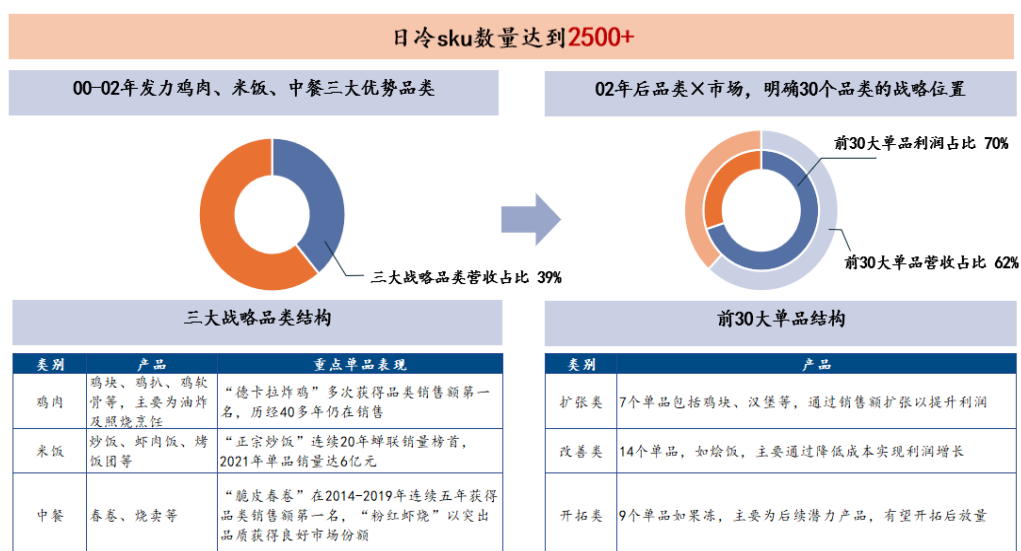 日冷sku数量达到2500+
00-02年发力鸡肉、米饭、中餐三大优势品类
三大战略品类营收占比 39%
三大战略品类结构
类别 产品 重点单品表现
鸡肉
鸡块、鸡扒、鸡软
骨等，主要为油炸
及照烧烹饪
“德卡拉炸鸡”多次获得品类销售额第一
名，历经40多年仍在销售
米饭
炒饭、虾肉饭、烤
饭团等
“正宗炒饭”连续20年蝉联销量榜首，
2021年单品销量达6亿元
中餐
春卷、烧卖等
“脆皮春卷”在2014-2019年连续五年获得
品类销售额第一名，“粉红虾烧”以突出
品质获得良好市场份额
02年后品类×市场，明确30个品类的战略位置
前30大单品利润占比 70%
前30大单品营收占比 62%
前30大单品结构
类别 产品
扩张类 7个单品包括鸡块、汉堡等，通过销售额扩张以提升利润
改善类 14个单品，如烩饭，主要通过降低成本实现利润增长
开拓类 9个单品如果冻，主要为后续潜力产品，有望开拓后放量